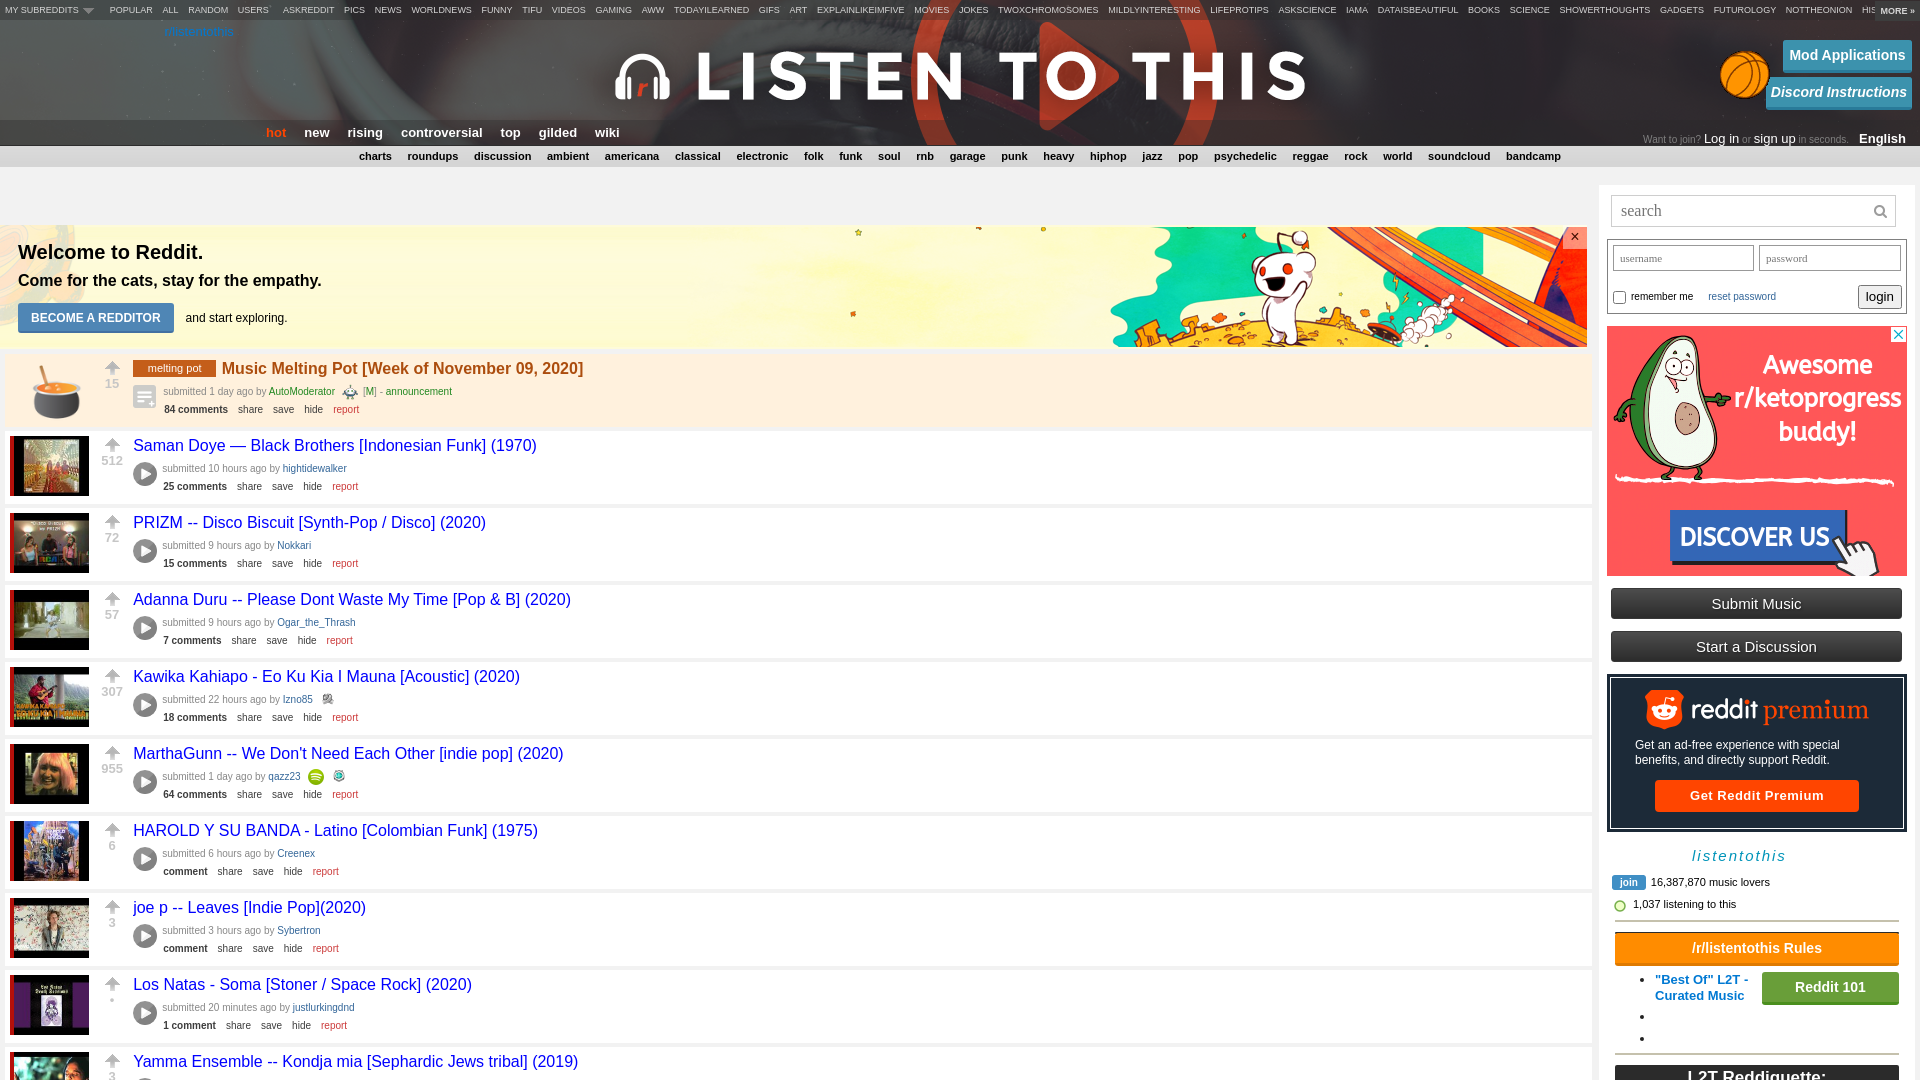 MY SUBREDDITS POPULAR ALL RANDOM USERS ASKREDDIT PICS NEWS WORLDNEWS FUNNY TIFU VIDEOS GAMING AWW TODAYILEARNED GIFS ART EXPLAINLIKEIMFIVE MOVIES JOKES TWOXCHROMOSOMES MILDLYINTERESTING LIFEPROTIPS ASKSCIENCE IAMA DATAISBEAUTIFUL BOOKS SCIENCE SHOWERTHOUGHTS GADGETS FUTUROLOGY NOTTHEONION HIS MORE »
LISTEN TO THIS
Mod Applications
Discord Instructions
hot new rising controversial top gilded wiki
Want to join? Log in or sign up in seconds. English
charts roundups discussion ambient americana classical electronic folk funk soul rnb garage punk heavy hiphop jazz pop psychedelic reggae rock world soundcloud bandcamp
Welcome to Reddit.
Come for the cats, stay for the empathy.
BECOME A REDDITOR and start exploring.
×
15
melting pot Music Melting Pot [Week of November 09, 2020]
submitted 1 day ago by AutoModerator [M] - announcement
84 comments share save hide report
512
Saman Doye — Black Brothers [Indonesian Funk] (1970)
submitted 10 hours ago by hightidewalker
25 comments share save hide report
72
PRIZM -- Disco Biscuit [Synth-Pop / Disco] (2020)
submitted 9 hours ago by Nokkari
15 comments share save hide report
57
Adanna Duru -- Please Dont Waste My Time [Pop & B] (2020)
submitted 9 hours ago by Ogar_the_Thrash
7 comments share save hide report
307
Kawika Kahiapo - Eo Ku Kia I Mauna [Acoustic] (2020)
submitted 22 hours ago by Izno85
18 comments share save hide report
955
MarthaGunn -- We Don't Need Each Other [indie pop] (2020)
submitted 1 day ago by qazz23
64 comments share save hide report
6
HAROLD Y SU BANDA - Latino [Colombian Funk] (1975)
submitted 6 hours ago by Creenex
comment share save hide report
3
joe p -- Leaves [Indie Pop](2020)
submitted 3 hours ago by Sybertron
comment share save hide report
•
Los Natas - Soma [Stoner / Space Rock] (2020)
submitted 20 minutes ago by justlurkingdnd
1 comment share save hide report
3
Yamma Ensemble -- Kondja mia [Sephardic Jews tribal] (2019)
search
username password
remember me reset password login
Awesome
r/ketoprogress
buddy!
DISCOVER US
Submit Music
Start a Discussion
reddit premium
Get an ad-free experience with special
benefits, and directly support Reddit.
Get Reddit Premium
listentothis
join 16,387,870 music lovers
1,037 listening to this
/r/listentothis Rules
"Best Of" L2T -
Curated Music
Reddit 101
L2T Reddiquette: